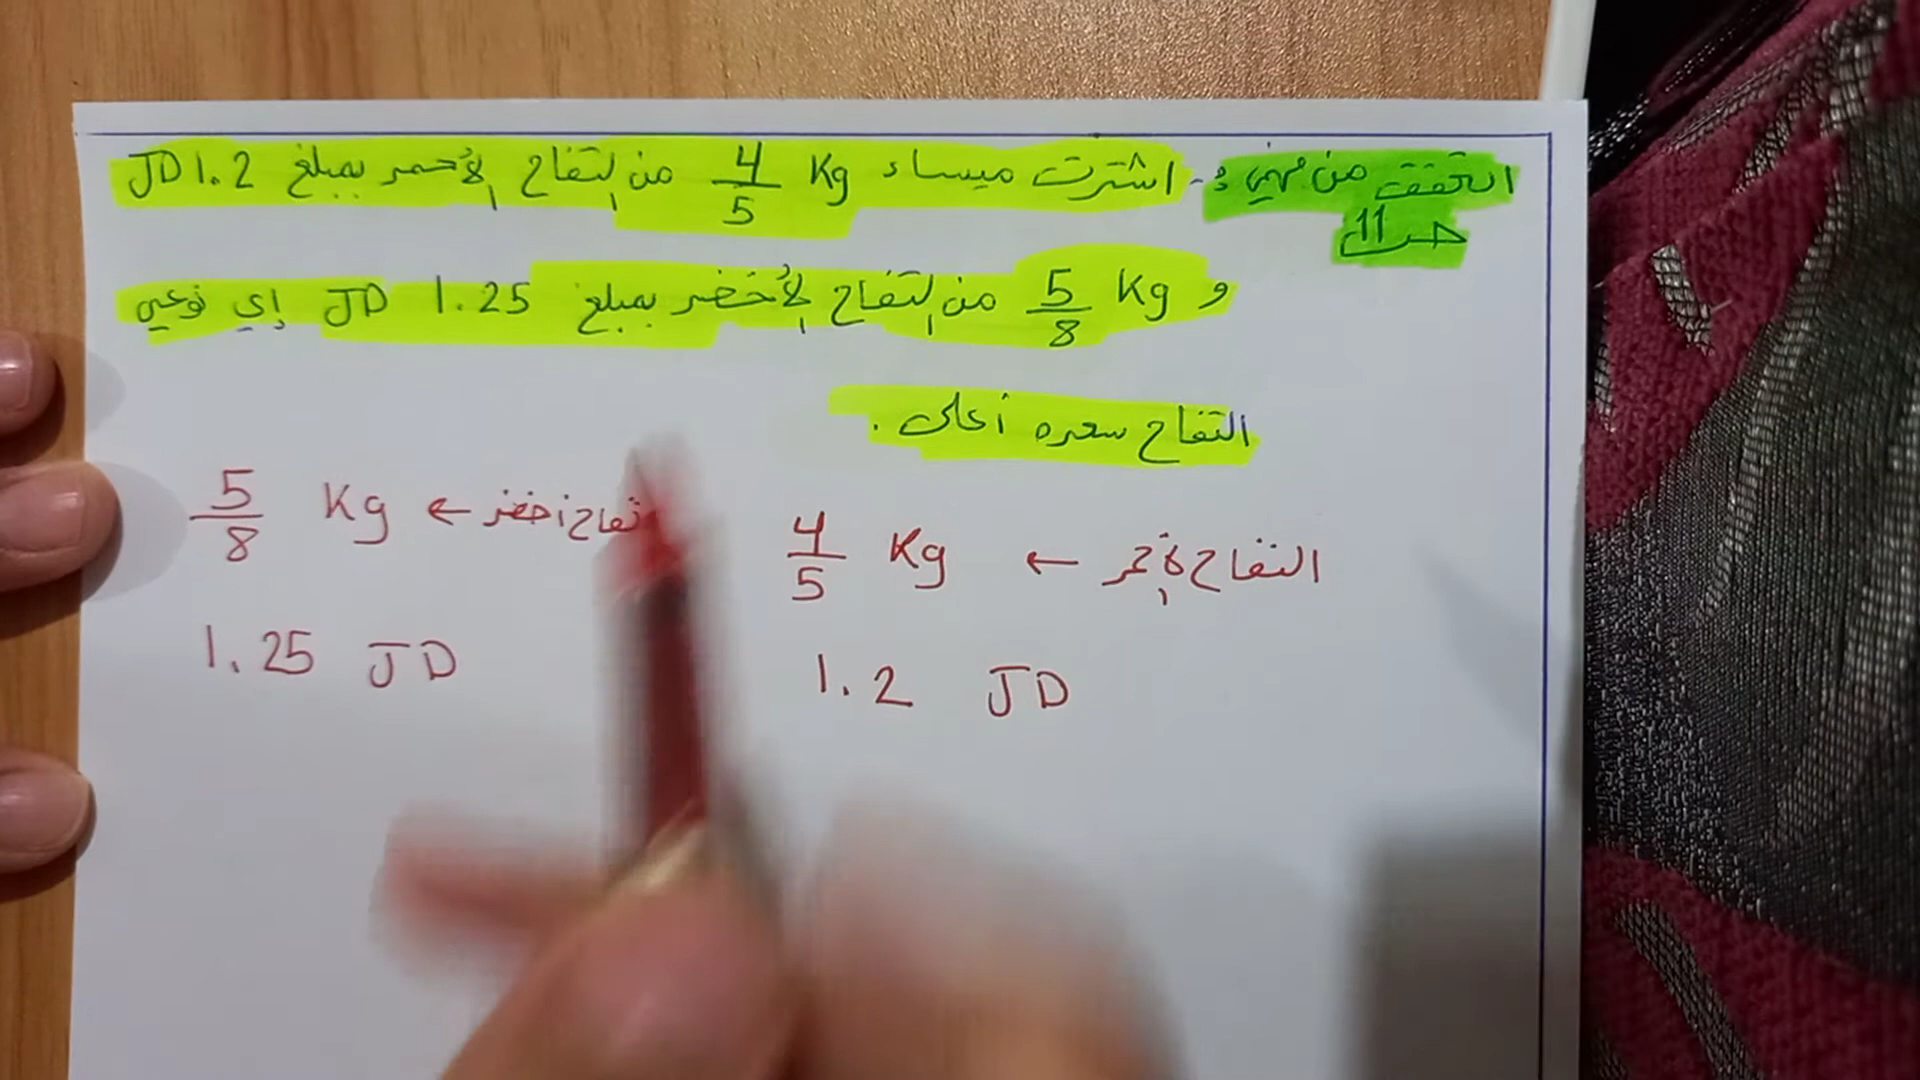 اتحقق من فهمي :- اشترت ميساء 4/5 Kg من التفاح الأحمر بمبلغ JD 1.2
صـ 11
و 5/8 Kg من التفاح الأخضر بمبلغ 1.25 JD إي نوعي
التفاح سعره أعلى .
التفاح الأحمر ← 4/5 Kg
1.2 JD
تفاح أخضر ← 5/8 Kg
1.25 JD